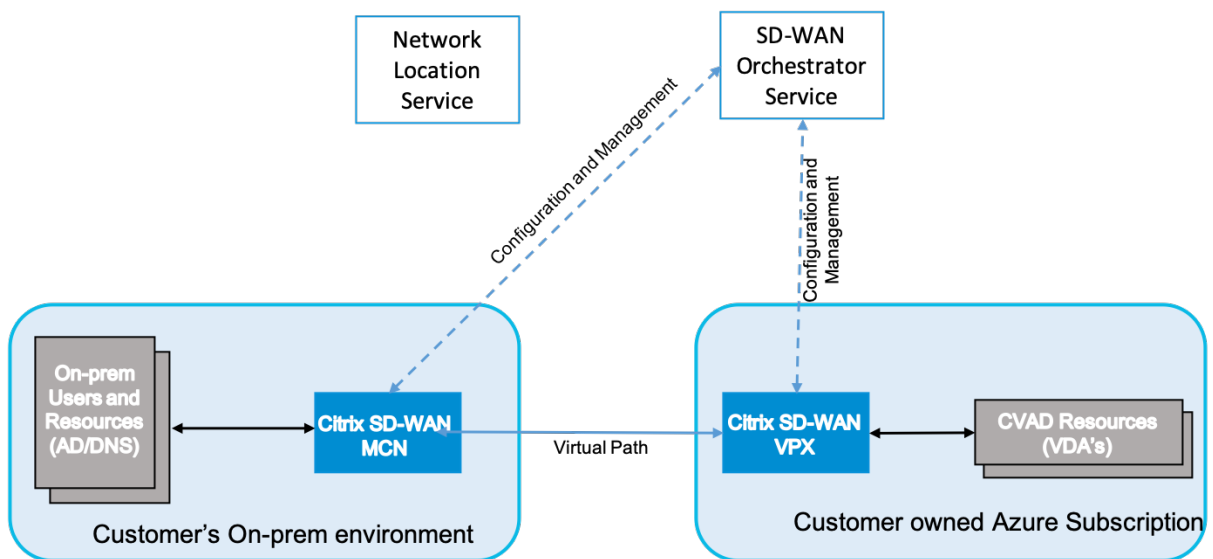 Network
Location
Service
SD-WAN
Orchestrator
Service
Configuration and Management
Configuration and
Management
On-prem
Users and
Resources
(AD/DNS)
Citrix SD-WAN
MCN
Virtual Path
Citrix SD-WAN
VPX
CVAD Resources
(VDA's)
Customer's On-prem environment
Customer owned Azure Subscription